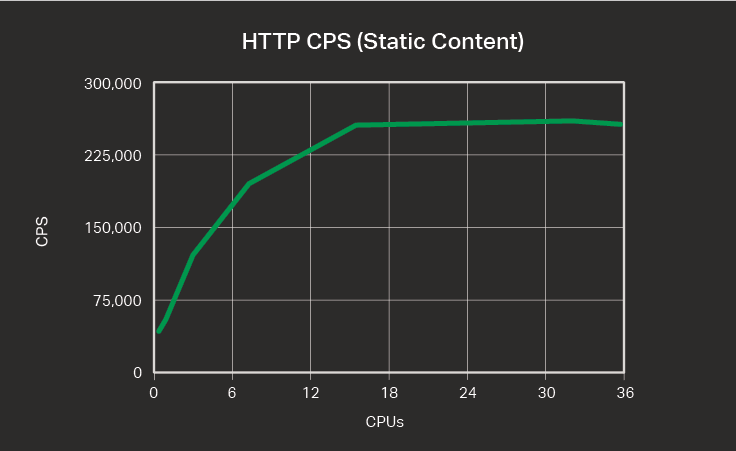 HTTP CPS (Static Content)
300,000
225,000
150,000
75,000
0
CPS
0 6 12 18 24 30 36
CPUs